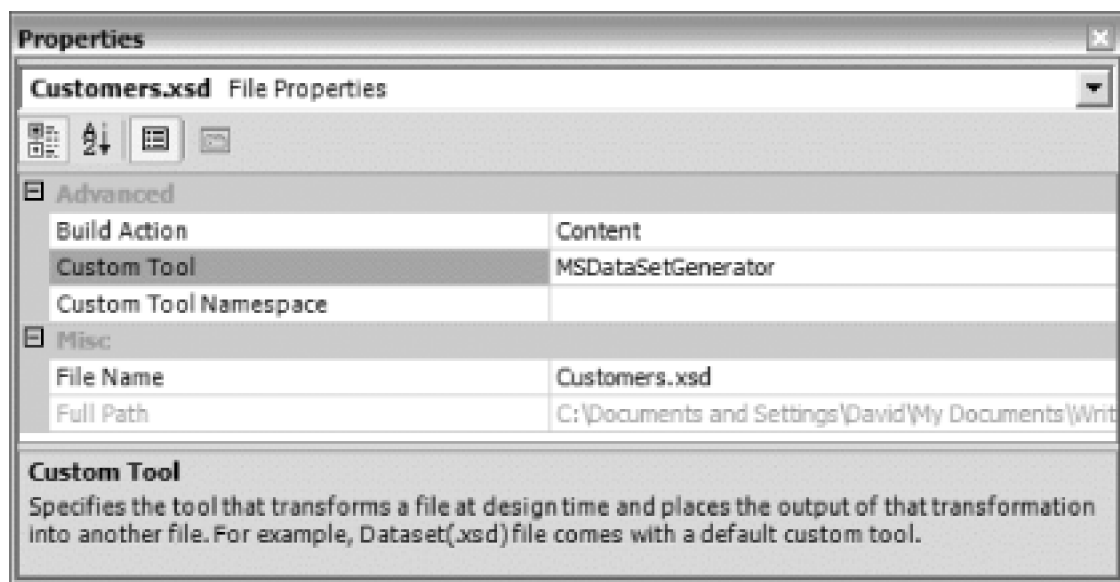 Properties
Customers.xsd File Properties
Advanced
Build Action Content
Custom Tool MSDataSetGenerator
Custom Tool Namespace
Misc
File Name Customers.xsd
Full Path C:\Documents and Settings\David\My Documents\Writ
Custom Tool
Specifies the tool that transforms a file at design time and places the output of that transformation
into another file. For example, Dataset(.xsd) file comes with a default custom tool.